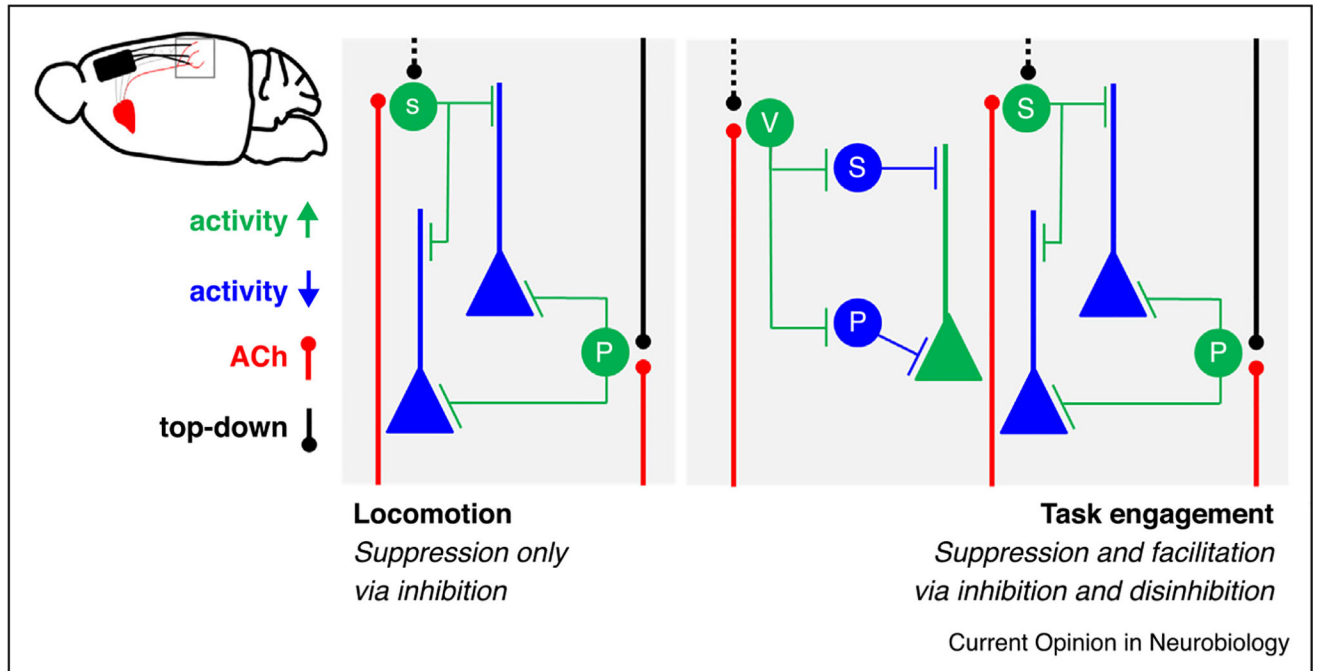 s
P
V
S
P
S
P
activity
activity
ACh
top-down
Locomotion
Suppression only
via inhibition
Task engagement
Suppression and facilitation
via inhibition and disinhibition
Current Opinion in Neurobiology